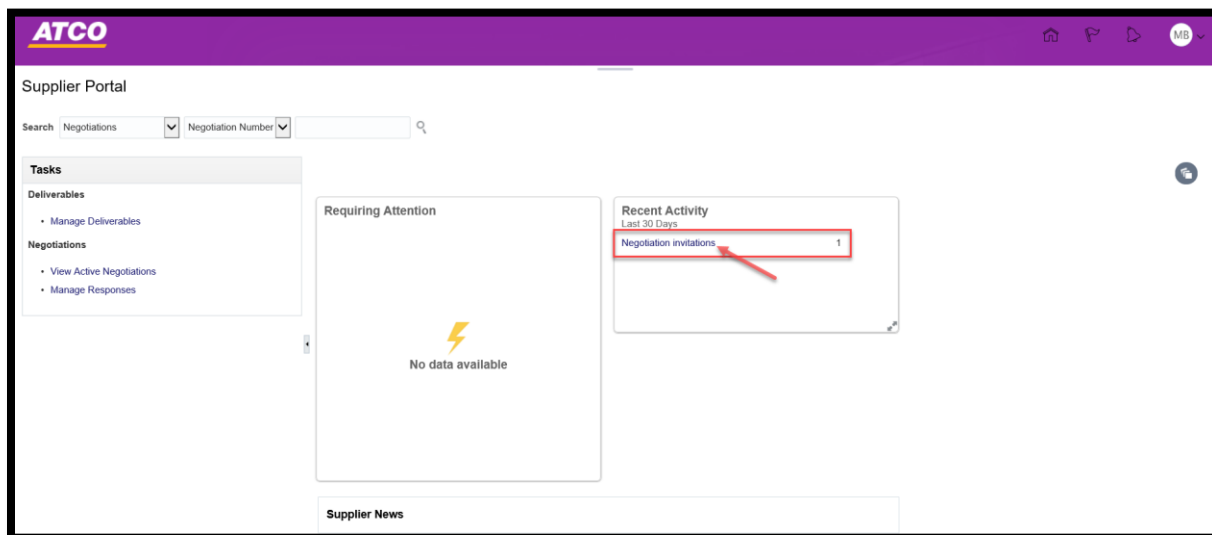 ATCO
MB
Supplier Portal
Search Negotiations Negotiation Number
Tasks
Deliverables
• Manage Deliverables
Negotiations
• View Active Negotiations
• Manage Responses
Requiring Attention
No data available
Recent Activity
Last 30 Days
Negotiation invitations 1
Supplier News